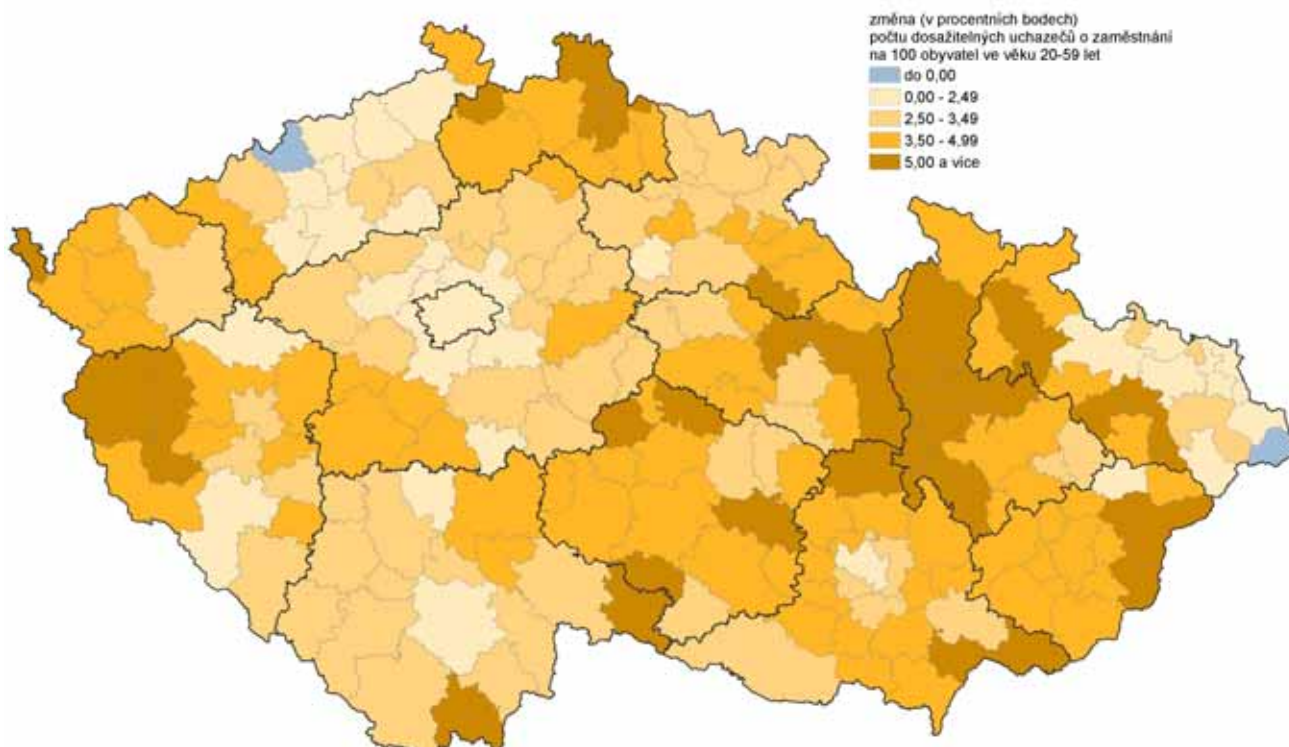 změna (v procentních bodech)
počtu dosažitelných uchazečů o zaměstnání
na 100 obyvatel ve věku 20-59 let
do 0,00
0,00 - 2,49
2,50 - 3,49
3,50 - 4,99
5,00 a více